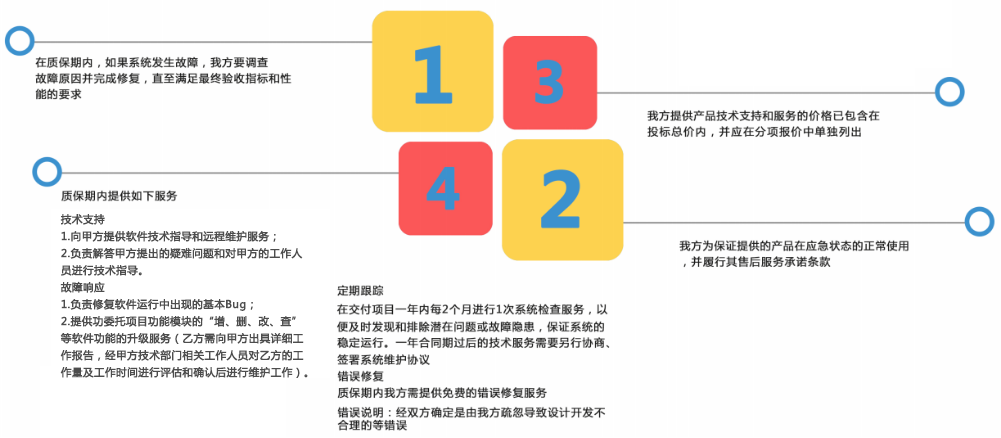 1
在质保期内，如果系统发生故障，我方要调查
故障原因并完成修复，直至满足最终验收指标和性
能的要求
3
我方提供产品技术支持和服务的价格已包含在
投标总价内，并应在分项报价中单独列出
4
质保期内提供如下服务
技术支持
1.向甲方提供软件技术指导和远程维护服务；
2.负责解答甲方提出的疑难问题和对甲方的工作人
员进行技术指导。
故障响应
1.负责修复软件运行中出现的基本Bug；
2.提供功委托项目功能模块的“增、删、改、查”
等软件功能的升级服务（乙方需向甲方出具详细工
作报告，经甲方技术部门相关工作人员对乙方的工
作量及工作时间进行评估和确认后进行维护工作）。
定期跟踪
在交付项目一年内每2个月进行1次系统检查服务，以
便及时发现和排除潜在问题或故障隐患，保证系统的
稳定运行。一年合同期过后的技术服务需要另行协商、
签署系统维护协议
错误修复
质保期内我方需提供免费的错误修复服务
错误说明：经双方确定是由我方疏忽导致设计开发不
合理的等错误
2
我方为保证提供的产品在应急状态的正常使用
，并履行其售后服务承诺条款